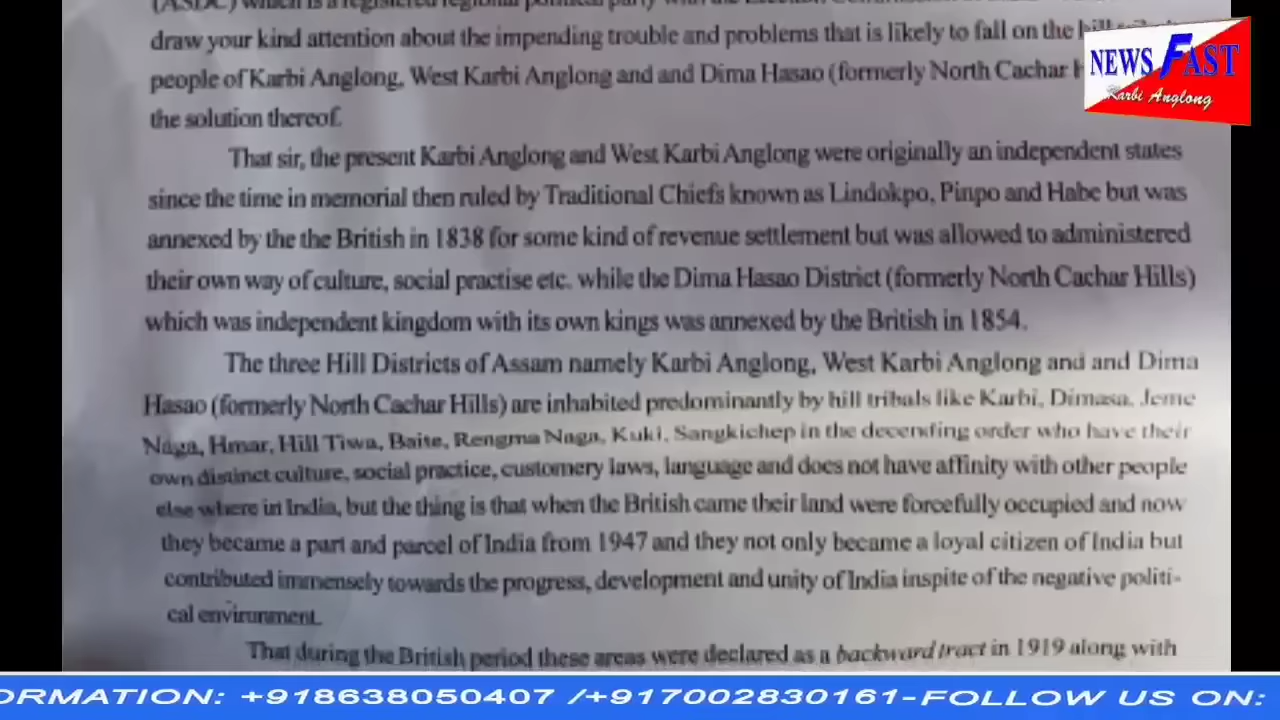 (ASDC) which is a registered regional political party with the Election Commission of
draw your kind attention about the impending trouble and problems that is likely to fall on the hill
people of Karbi Anglong, West Karbi Anglong and and Dima Hasao (formerly North Cachar
the solution thereof.
That sir, the present Karbi Anglong and West Karbi Anglong were originally an independent states
since the time in memorial then ruled by Traditional Chiefs known as Lindokpo, Pinpo and Habe but was
annexed by the the British in 1838 for some kind of revenue settlement but was allowed to administered
their own way of culture, social practise etc. while the Dima Hasao District (formerly North Cachar Hills)
which was independent kingdom with its own kings was annexed by the British in 1854.
The three Hill Districts of Assam namely Karbi Anglong, West Karbi Anglong and and Dima
Hasao (formerly North Cachar Hills) are inhabited predominantly by hill tribals like Karbi, Dimasa, Jeme
Naga, Hmar, Hill Tiwa, Baite, Rengma Naga, Kuki, Sangkichep in the decending order who have their
own distinct culture, social practice, customery laws, language and does not have affinity with other people
else where in India, but the thing is that when the British came their land were forcefully occupied and now
they became a part and parcel of India from 1947 and they not only became a loyal citizen of India but
contributed immensely towards the progress, development and unity of India inspite of the negative politi-
cal environment.
That during the British period these areas were declared as a backward tract in 1919 along with
NEWS FAST
Karbi Anglong
ORMATION: +918638050407 /+917002830161-FOLLOW US ON: